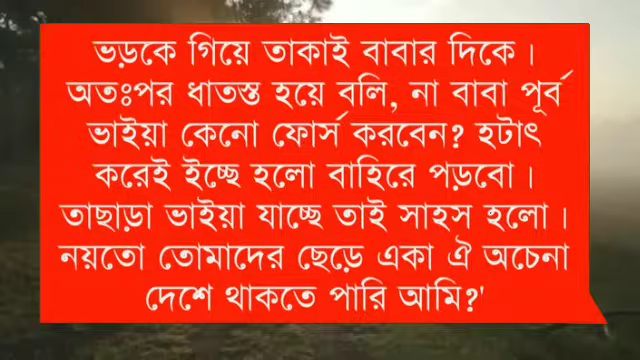 ভড়কে গিয়ে তাকাই বাবার দিকে।
অতঃপর ধাতস্ত হয়ে বলি, না বাবা পূর্ব
ভাইয়া কেনো ফোর্স করবেন? হটাৎ
করেই ইচ্ছে হলো বাহিরে পড়বো।
তাছাড়া ভাইয়া যাচ্ছে তাই সাহস হলো।
নয়তো তোমাদের ছেড়ে একা ঐ অচেনা
দেশে থাকতে পারি আমি?'